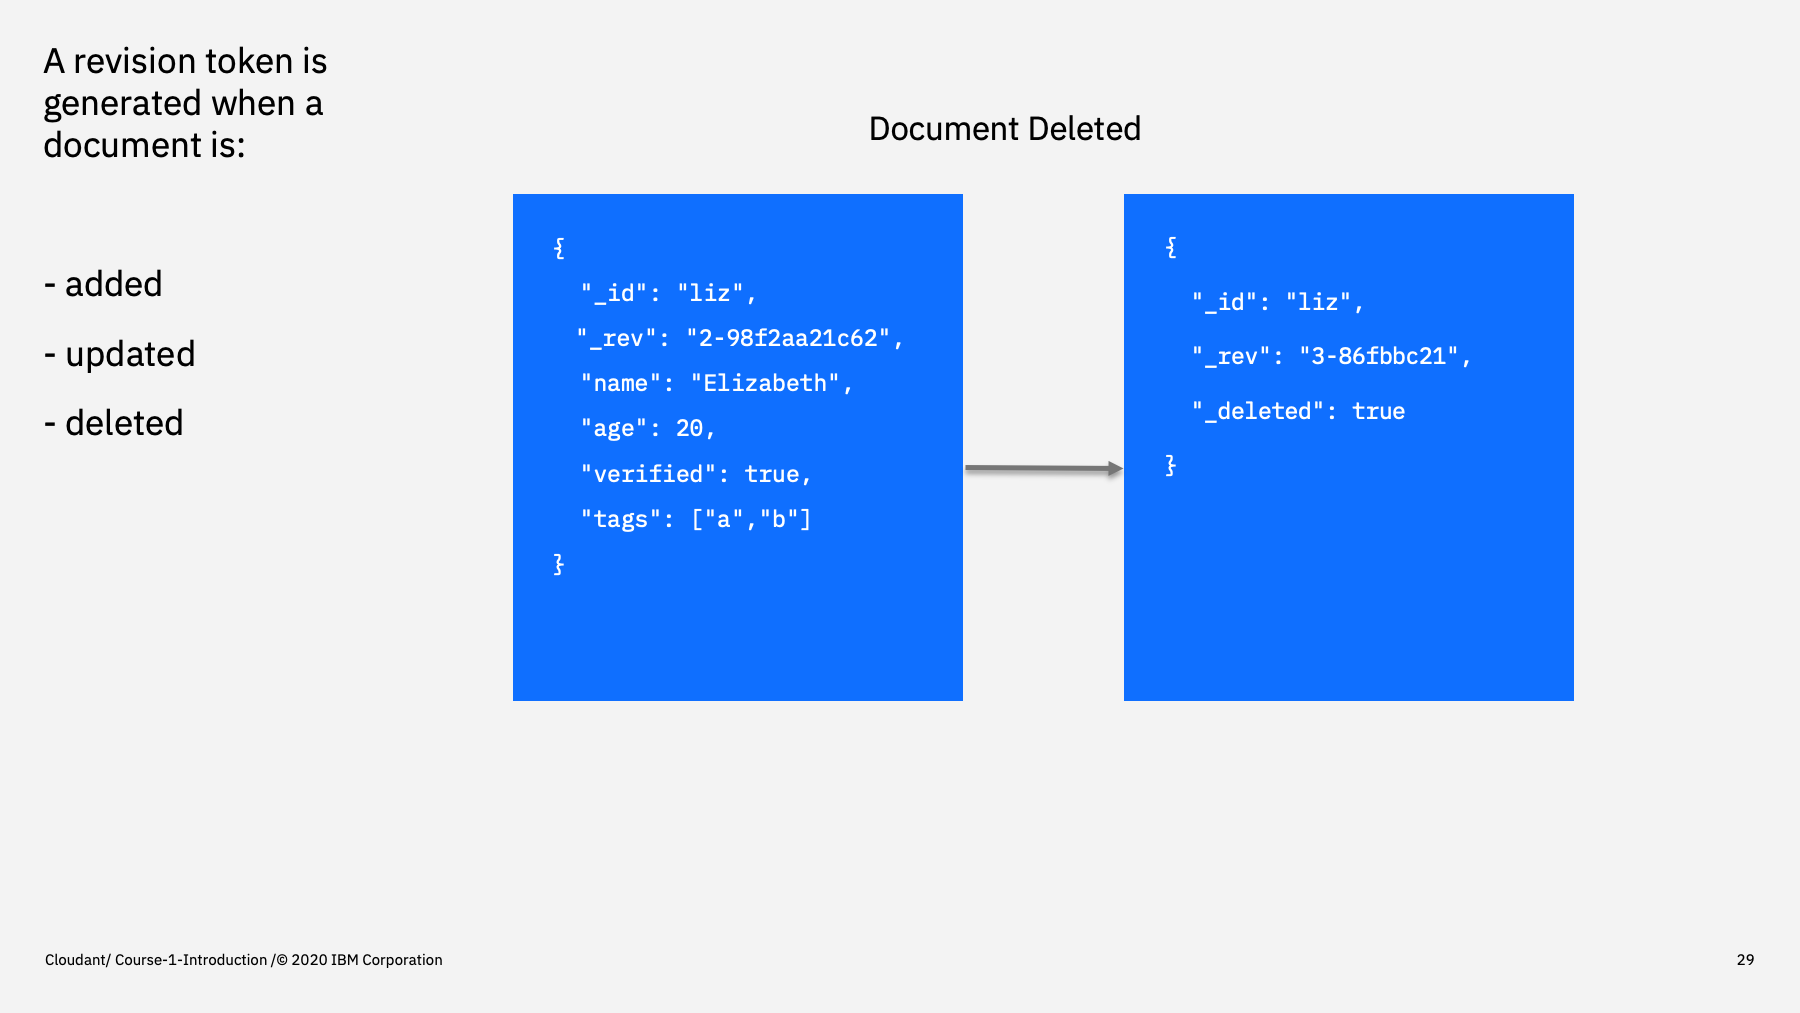 A revision token is
generated when a
document is:
- added
- updated
- deleted
Document Deleted
{
"_id": "liz",
"_rev": "2-98f2aa21c62",
"name": "Elizabeth",
"age": 20,
"verified": true,
"tags": ["a","b"]
}
{
"_id": "liz",
"_rev": "3-86fbbc21",
"_deleted": true
}
Cloudant/ Course-1-Introduction /© 2020 IBM Corporation
29